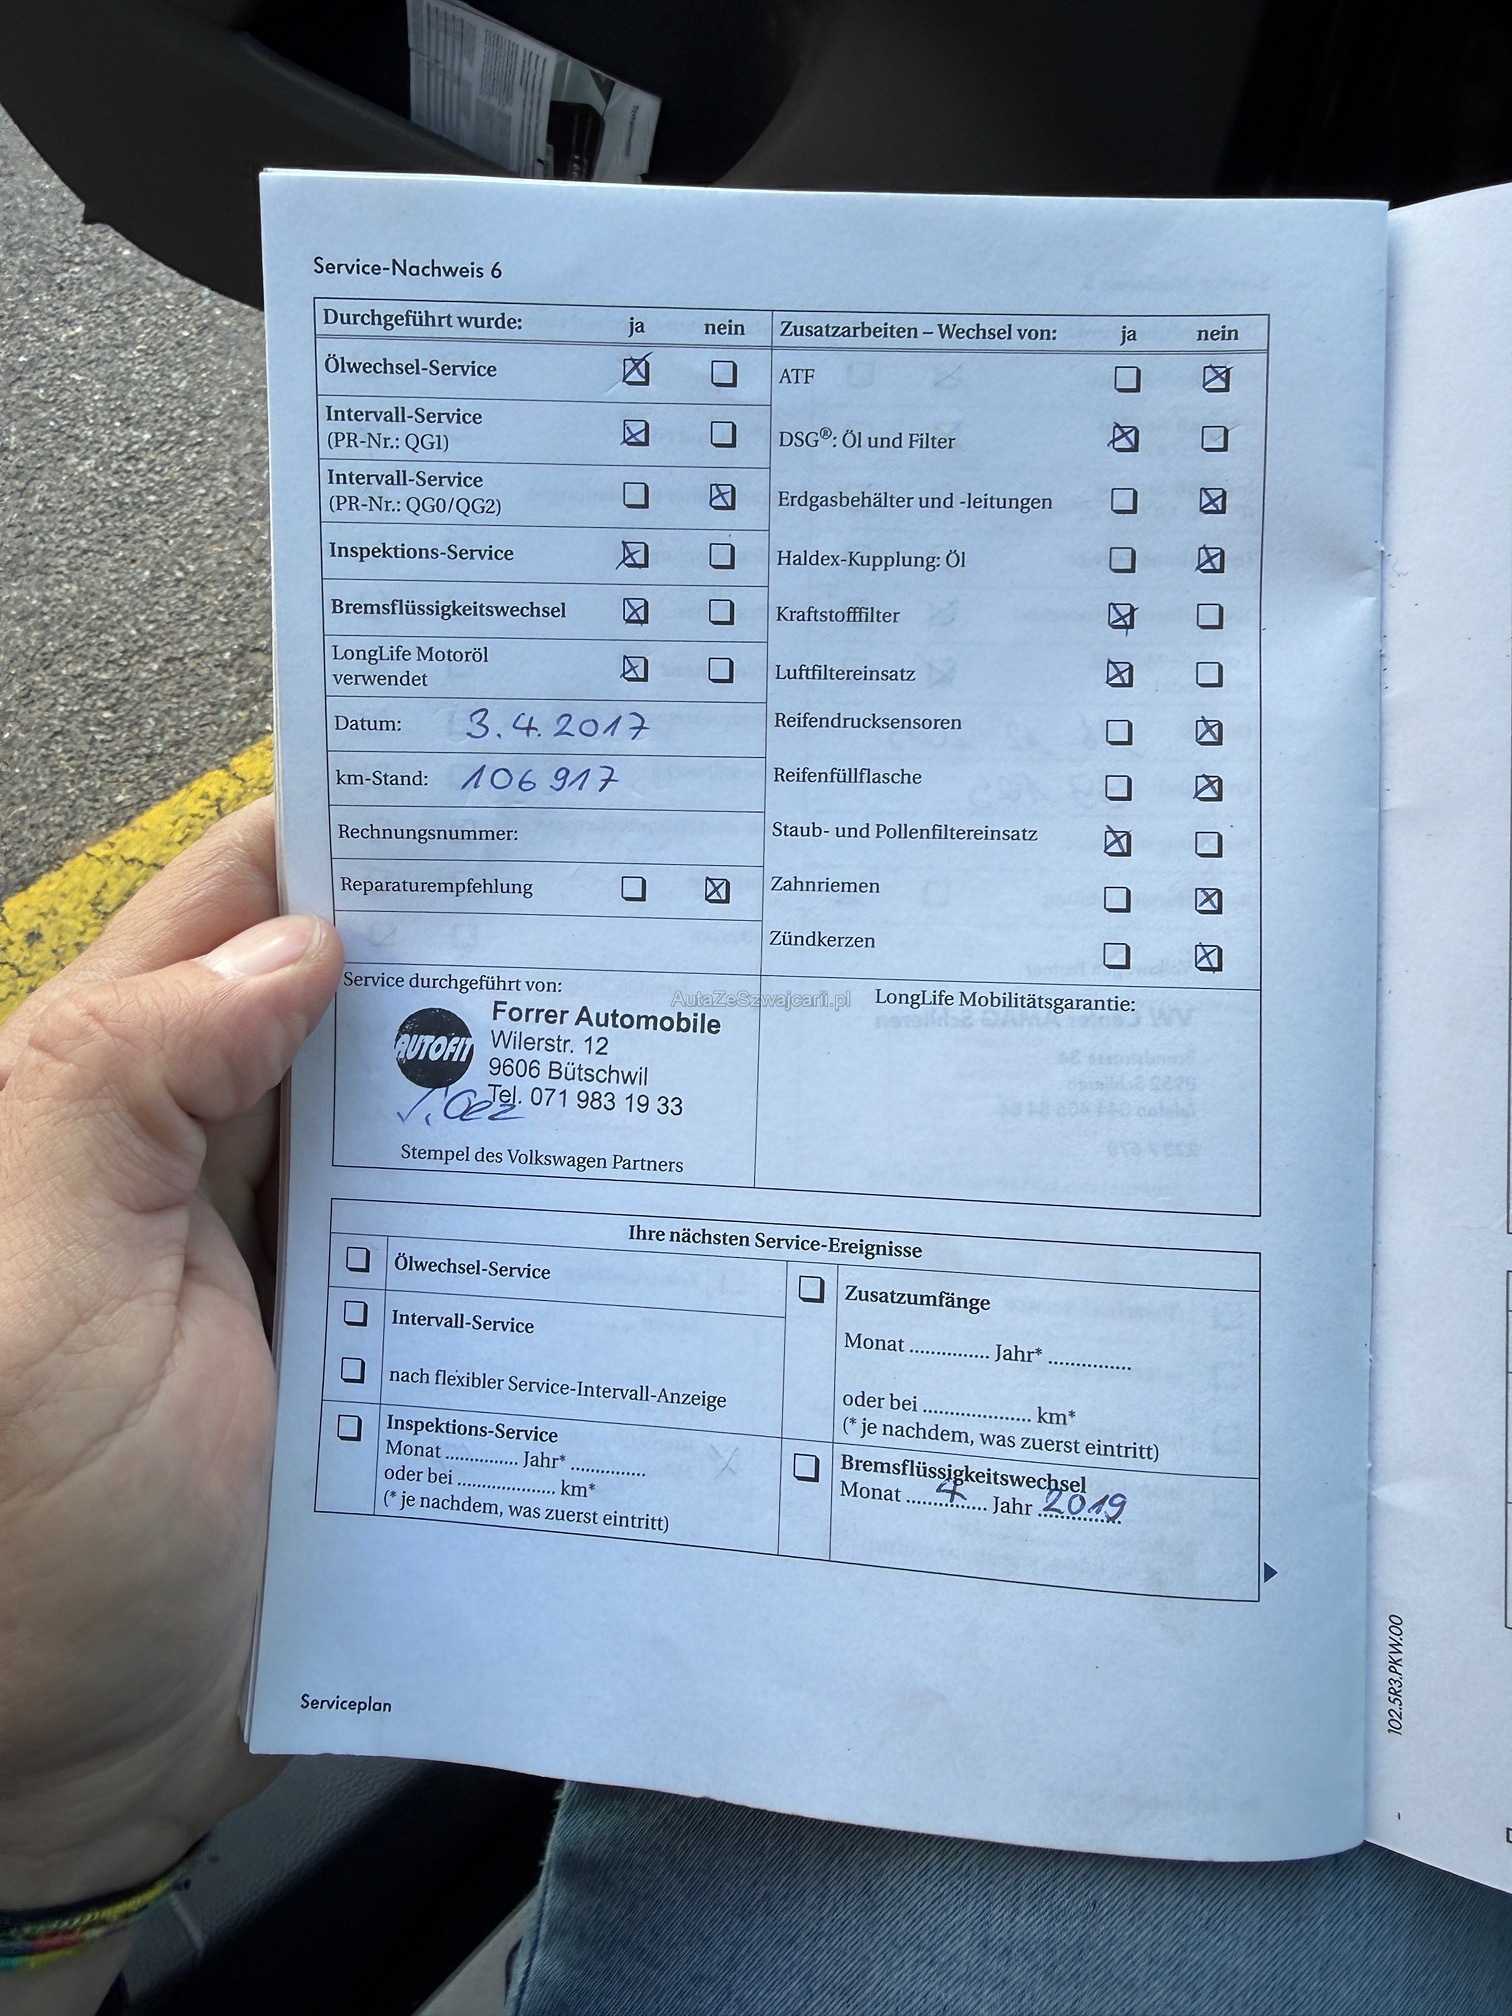 Service-Nachweis 6
Durchgeführt wurde: ja nein
Ölwechsel-Service
Intervall-Service
(PR-Nr.: QG1)
Intervall-Service
(PR-Nr.: QG0/QG2)
Inspektions-Service
Bremsflüssigkeitswechsel
LongLife Motoröl
verwendet
Datum: 3.4.2017
km-Stand: 106 917
Rechnungsnummer:
Reparaturempfehlung
Zusatzarbeiten – Wechsel von: ja nein
ATF
DSG®: Öl und Filter
Erdgasbehälter und -leitungen
Haldex-Kupplung: Öl
Kraftstofffilter
Luftfiltereinsatz
Reifendrucksensoren
Reifenfüllflasche
Staub- und Pollenfiltereinsatz
Zahnriemen
Zündkerzen
Service durchgeführt von:
AUTOFIT
Forrer Automobile
Wilerstr. 12
9606 Bütschwil
Tel. 071 983 19 33
Stempel des Volkswagen Partners
AutaZeSzwajcarii.pl
LongLife Mobilitätsgarantie:
Ihre nächsten Service-Ereignisse
Ölwechsel-Service
Intervall-Service
nach flexibler Service-Intervall-Anzeige
Inspektions-Service
Monat .............. Jahr* ..............
oder bei .................. km*
(* je nachdem, was zuerst eintritt)
Zusatzumfänge
Monat .............. Jahr* ..............
oder bei .................. km*
(* je nachdem, was zuerst eintritt)
Bremsflüssigkeitswechsel
Monat 4 Jahr 2019
Serviceplan
102.5R3.PKW.00